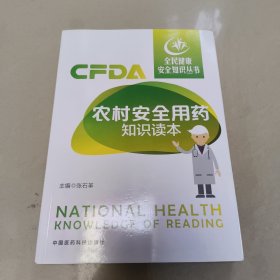 全民健康
安全知识丛书
CFDA
农村安全用药
知识读本
主编◎张石革
NATIONAL HEALTH
KNOWLEDGE OF READING
中国医药科技出版社